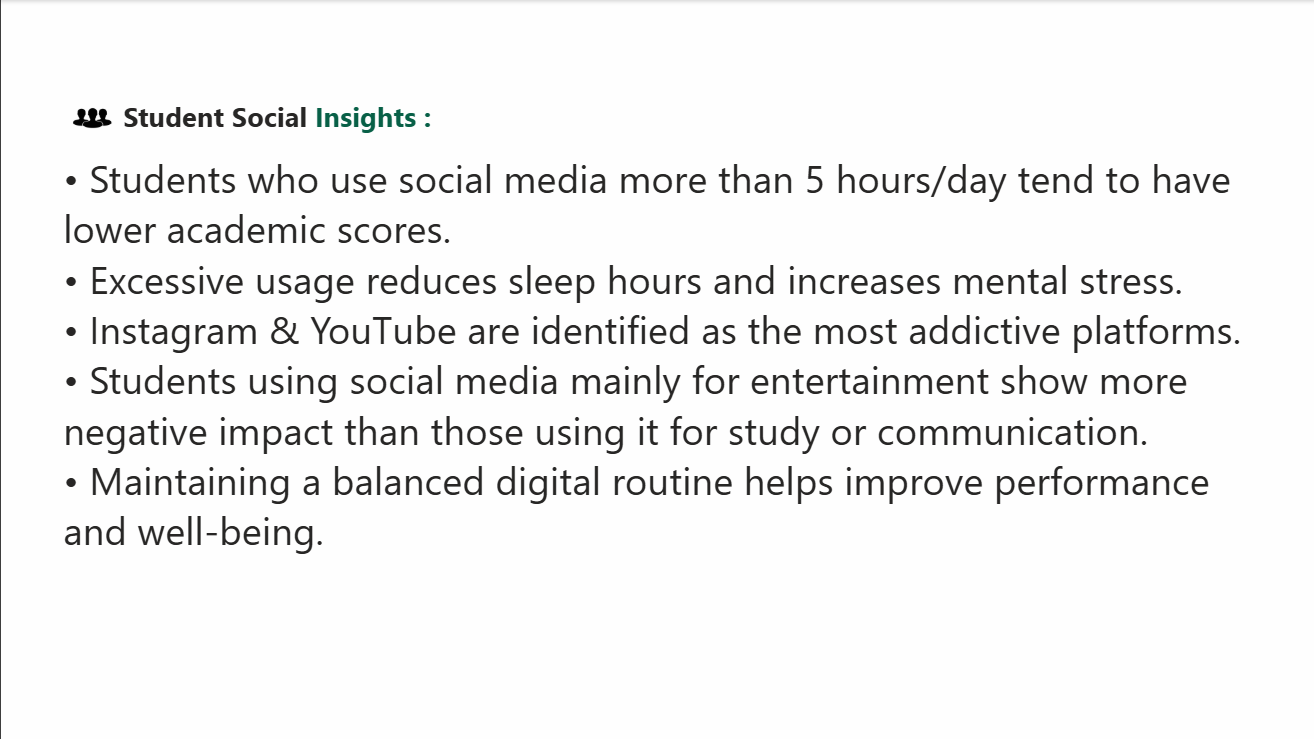 Student Social Insights :
• Students who use social media more than 5 hours/day tend to have
lower academic scores.
• Excessive usage reduces sleep hours and increases mental stress.
• Instagram & YouTube are identified as the most addictive platforms.
• Students using social media mainly for entertainment show more
negative impact than those using it for study or communication.
• Maintaining a balanced digital routine helps improve performance
and well-being.